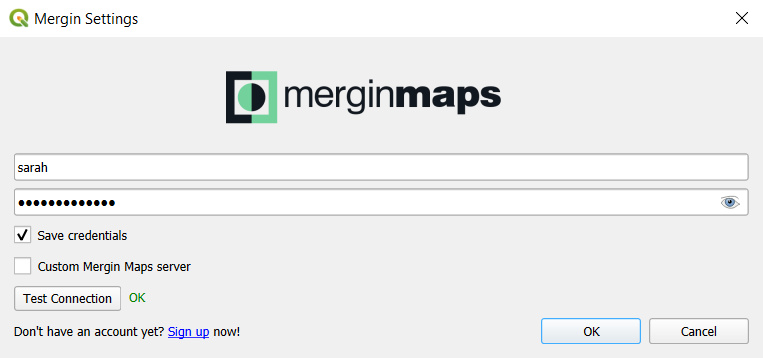 Mergin Settings
merginmaps
sarah
•••••••••••••
Save credentials
Custom Mergin Maps server
Test Connection OK
Don't have an account yet? Sign up now!
OK Cancel